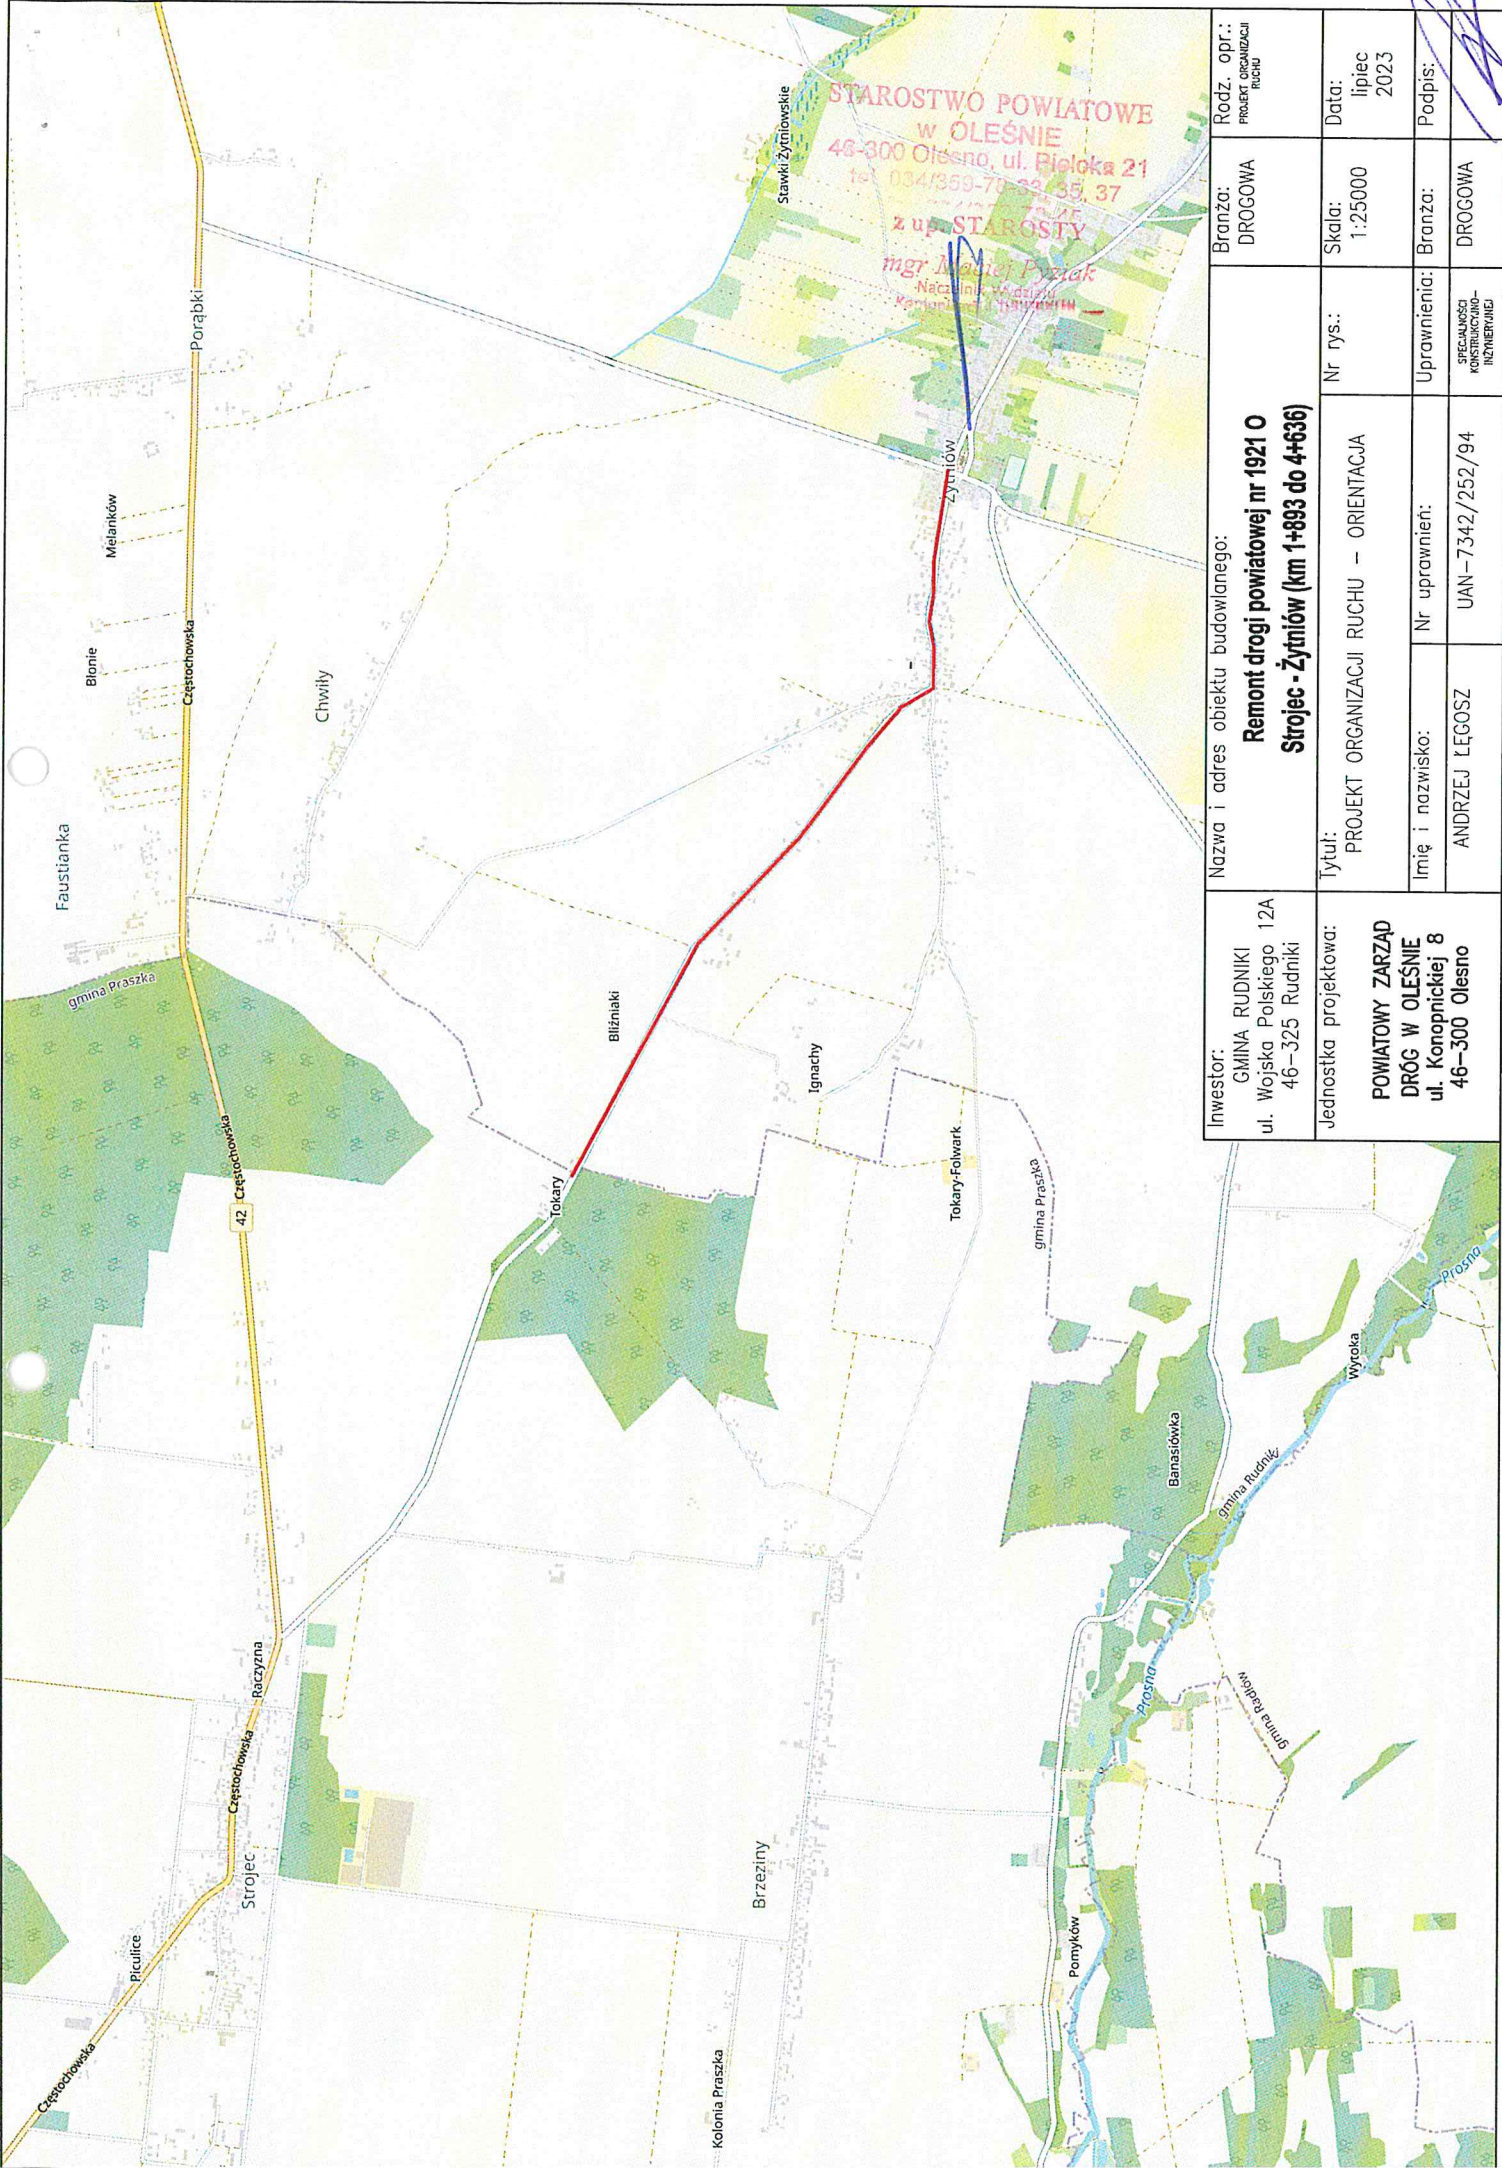 Częstochowska
Piculice
Strojec
Częstochowska
Raczyzna
42
Częstochowska
gmina Praszka
Faustianka
Błonie
Częstochowska
Melanków
Porąbki
Chwiły
Tokary
Bliźniaki
Ignachy
Tokary-Folwark
gmina Praszka
Żytniów
Stawki Żytniowskie
Kolonia Praszka
Brzeziny
Pomyków
Prosna
gmina Radłów
Banasiówka
gmina Rudniki
Wytoka
Prosna
STAROSTWO POWIATOWE
w OLEŚNIE
46-300 Olesno, ul. Pieloka 21
z up. STAROSTY
mgr Maciej Pyziak
Naczelnik Wydziału
Inwestor:
GMINA RUDNIKI
ul. Wojska Polskiego 12A
46-325 Rudniki
Jednostka projektowa:
POWIATOWY ZARZĄD
DRÓG W OLEŚNIE
ul. Konopnickiej 8
46-300 Olesno
Nazwa i adres obiektu budowlanego:
Remont drogi powiatowej nr 1921 O
Strojec - Żytniów (km 1+893 do 4+636)
Branża:
DROGOWA
Rodz. opr.:
PROJEKT ORGANIZACJI
RUCHU
Tytuł:
PROJEKT ORGANIZACJI RUCHU - ORIENTACJA
Nr rys.:
Skala:
1:25000
Data:
lipiec
2023
Imię i nazwisko:
Nr uprawnień:
Uprawnienia:
Branża:
Podpis:
ANDRZEJ ŁĘGOSZ
UAN-7342/252/94
SPECJALNOŚCI
KONSTRUKCYJNO-
INŻYNIERYJNEJ
DROGOWA